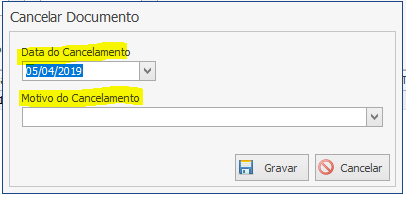 Cancelar Documento
Data do Cancelamento
05/04/2019
Motivo do Cancelamento
Gravar Cancelar